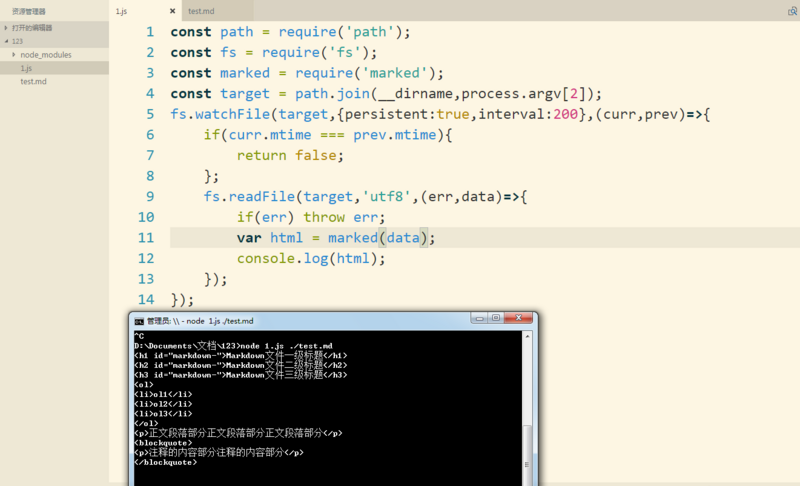 资源管理器
打开的编辑器
123
node_modules
1.js
test.md
1.js
test.md
1 const path = require('path');
2 const fs = require('fs');
3 const marked = require('marked');
4 const target = path.join(__dirname,process.argv[2]);
5 fs.watchFile(target,{persistent:true,interval:200},(curr,prev)=>{
6 if(curr.mtime === prev.mtime){
7 return false;
8 };
9 fs.readFile(target,'utf8',(err,data)=>{
10 if(err) throw err;
11 var html = marked(data);
12 console.log(html);
13 });
14 });
管理员: \\ - node 1.js ./test.md
^C
D:\Documents\文档\123>node 1.js ./test.md
<h1 id="markdown-">Markdown文件一级标题</h1>
<h2 id="markdown-">Markdown文件二级标题</h2>
<h3 id="markdown-">Markdown文件三级标题</h3>
<ol>
<li>ol1</li>
<li>ol2</li>
<li>ol3</li>
</ol>
<p>正文段落部分正文段落部分正文段落部分</p>
<blockquote>
<p>注释的内容部分注释的内容部分</p>
</blockquote>